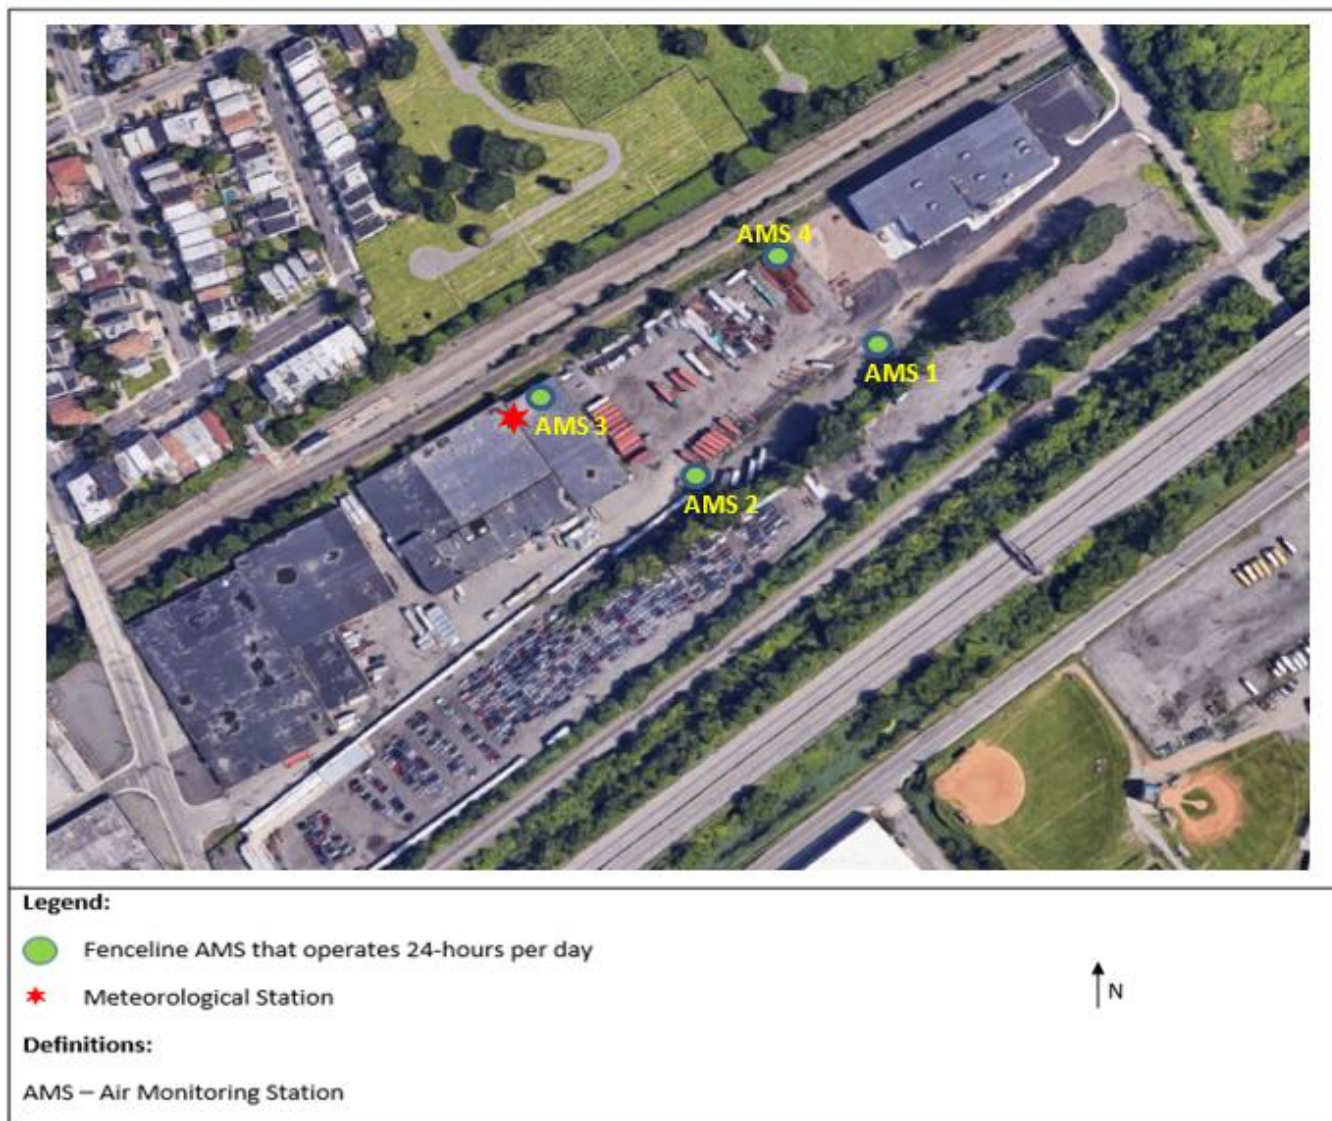 AMS 4
AMS 1
AMS 3
AMS 2
Legend:
Fenceline AMS that operates 24-hours per day
Meteorological Station
N
Definitions:
AMS – Air Monitoring Station